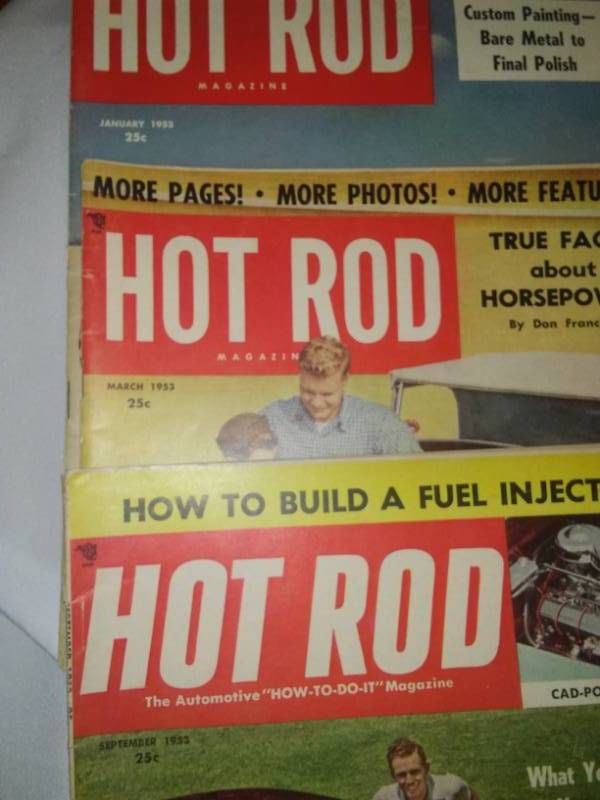 HOT ROD
MAGAZINE
JANUARY 1953
25c
Custom Painting—
Bare Metal to
Final Polish
MORE PAGES! • MORE PHOTOS! • MORE FEATU
HOT ROD
MAGAZIN
MARCH 1953
25c
TRUE FAC
about
HORSEPOW
By Don Franc
HOW TO BUILD A FUEL INJECT
HOT ROD
The Automotive "HOW-TO-DO-IT" Magazine
SEPTEMBER 1953
25c
CAD-PO
What Yo